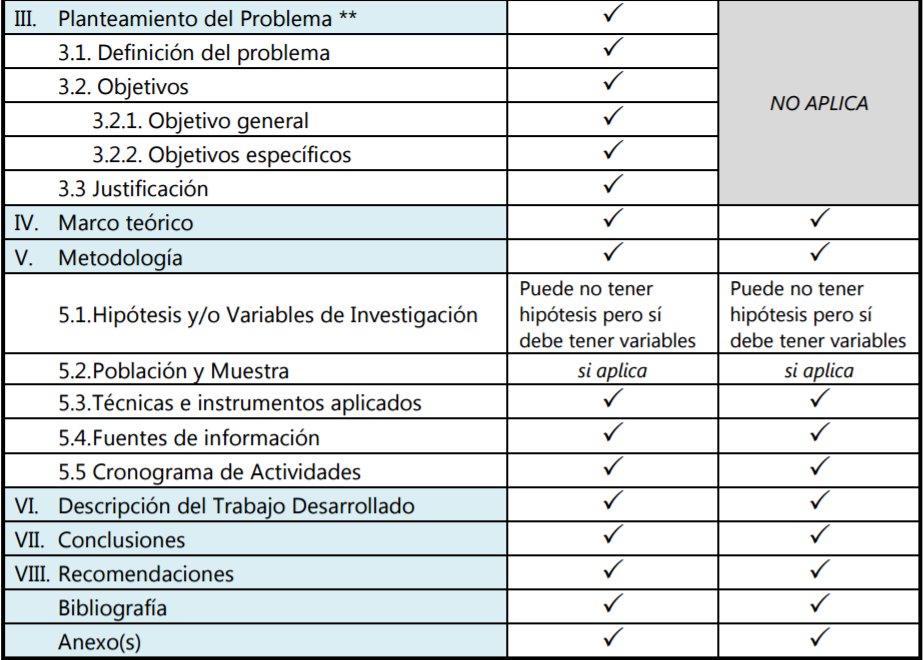 III. Planteamiento del Problema ** ✓
3.1. Definición del problema ✓
3.2. Objetivos ✓
NO APLICA
3.2.1. Objetivo general ✓
3.2.2. Objetivos específicos ✓
3.3 Justificación ✓
IV. Marco teórico ✓ ✓
V. Metodología ✓ ✓
5.1.Hipótesis y/o Variables de Investigación
Puede no tener
hipótesis pero sí
debe tener variables
Puede no tener
hipótesis pero sí
debe tener variables
5.2.Población y Muestra si aplica si aplica
5.3.Técnicas e instrumentos aplicados ✓ ✓
5.4.Fuentes de información ✓ ✓
5.5 Cronograma de Actividades ✓ ✓
VI. Descripción del Trabajo Desarrollado ✓ ✓
VII. Conclusiones ✓ ✓
VIII. Recomendaciones ✓ ✓
Bibliografía ✓ ✓
Anexo(s) ✓ ✓